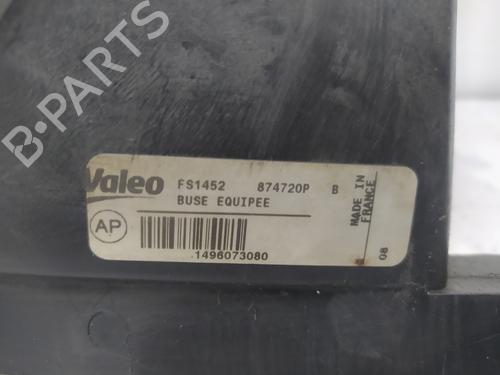 B-PARTS
Valeo FS1452 874720P B
BUSE EQUIPEE
MADE IN FRANCE
AP
1496073080
08